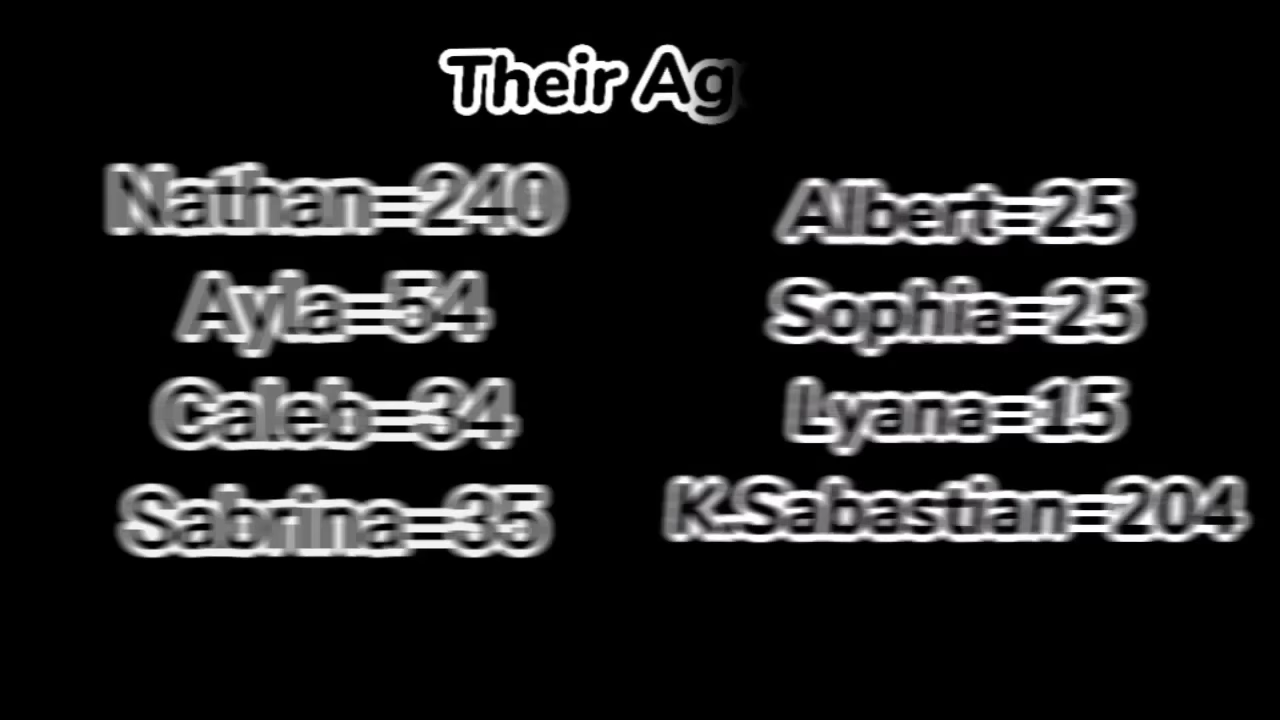 Their Ag
Nathan=240
Ayla=54
Caleb=34
Sabrina=35
Albert=25
Sophia=25
Lyana=15
K.Sabastian=204